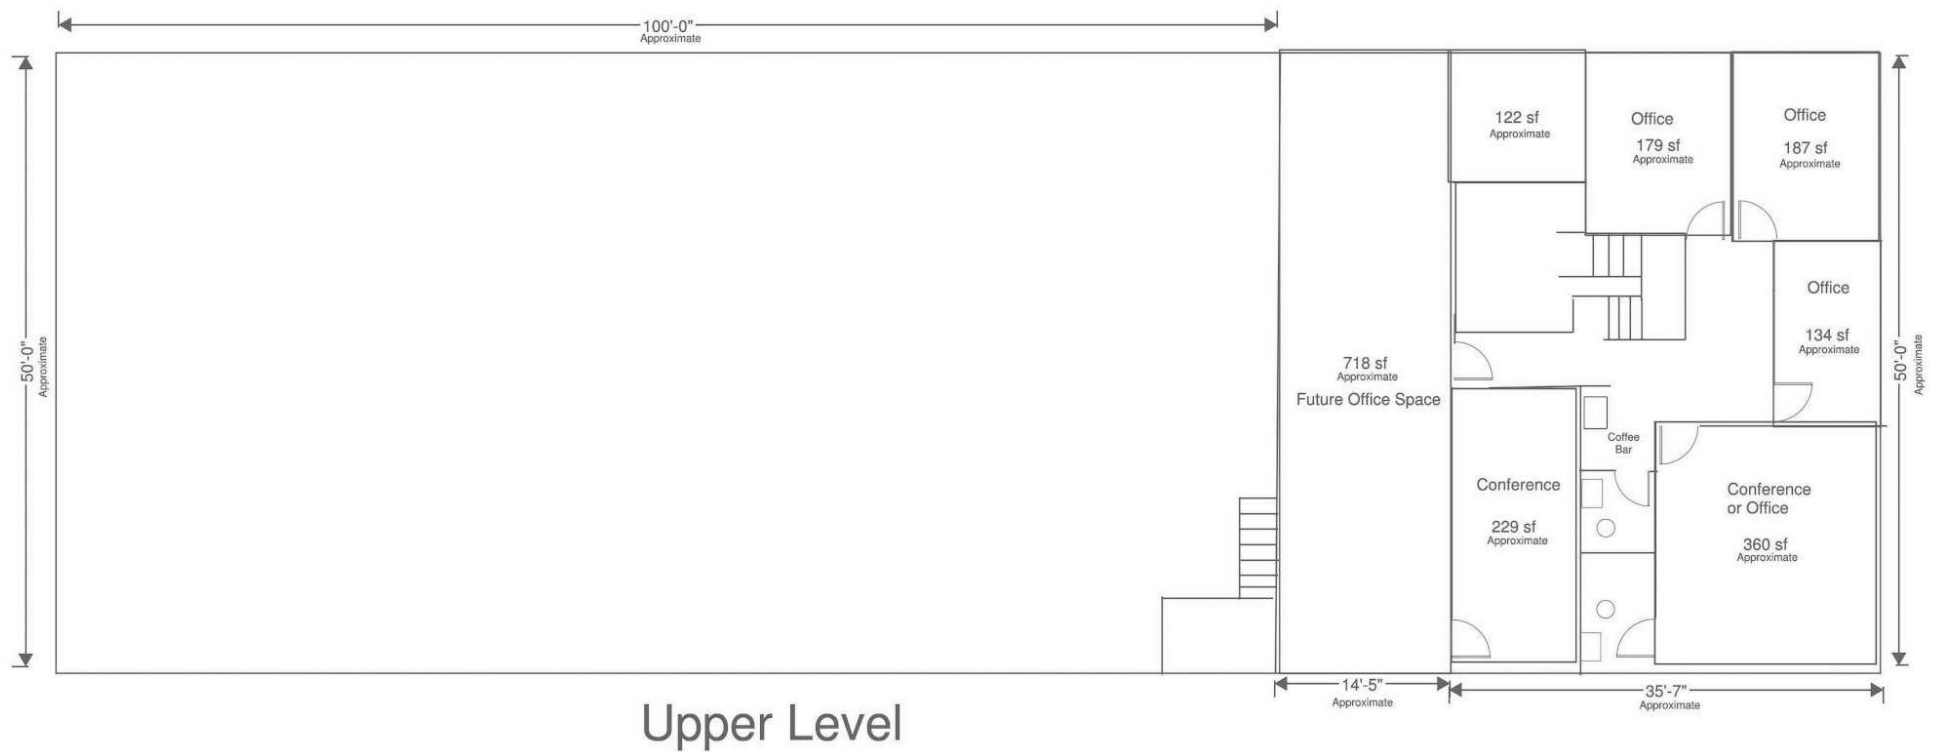 100'-0"
Approximate
50'-0"
Approximate
122 sf
Approximate
Office
179 sf
Approximate
Office
187 sf
Approximate
Office
134 sf
Approximate
50'-0"
Approximate
718 sf
Approximate
Future Office Space
Coffee
Bar
Conference
229 sf
Approximate
Conference
or Office
360 sf
Approximate
14'-5"
Approximate
35'-7"
Approximate
Upper Level